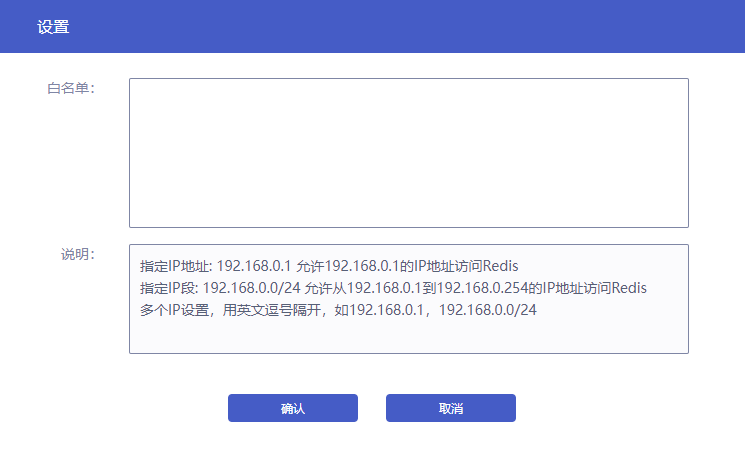 设置
白名单：
说明：
指定IP地址: 192.168.0.1 允许192.168.0.1的IP地址访问Redis
指定IP段: 192.168.0.0/24 允许从192.168.0.1到192.168.0.254的IP地址访问Redis
多个IP设置，用英文逗号隔开，如192.168.0.1，192.168.0.0/24
确认
取消